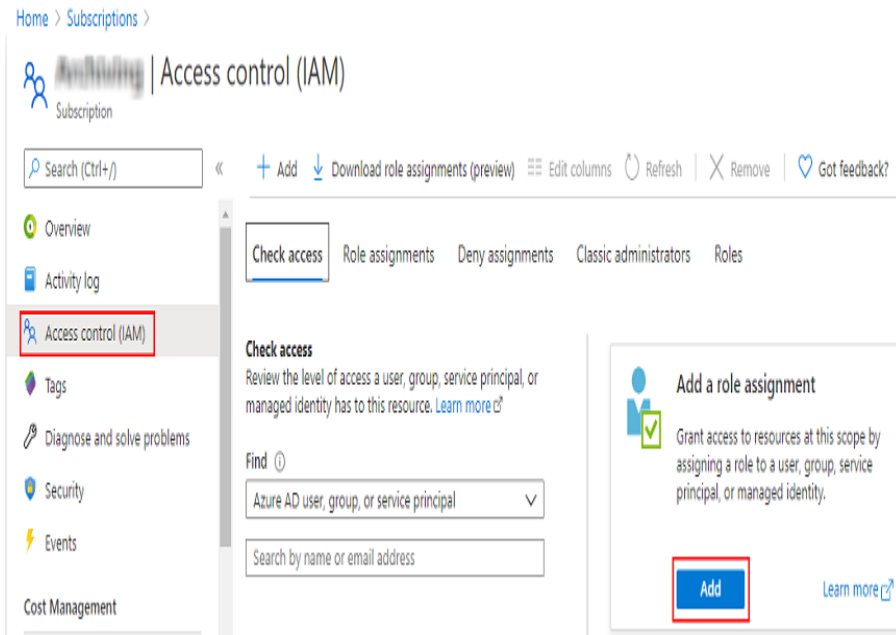 Home > Subscriptions >
| Access control (IAM)
Subscription
Search (Ctrl+/)
«
+ Add
Download role assignments (preview)
Edit columns
Refresh
Remove
Got feedback?
Overview
Activity log
Access control (IAM)
Tags
Diagnose and solve problems
Security
Events
Cost Management
Check access
Role assignments
Deny assignments
Classic administrators
Roles
Check access
Review the level of access a user, group, service principal, or
managed identity has to this resource. Learn more
Find
Azure AD user, group, or service principal
Search by name or email address
Add a role assignment
Grant access to resources at this scope by
assigning a role to a user, group, service
principal, or managed identity.
Add
Learn more